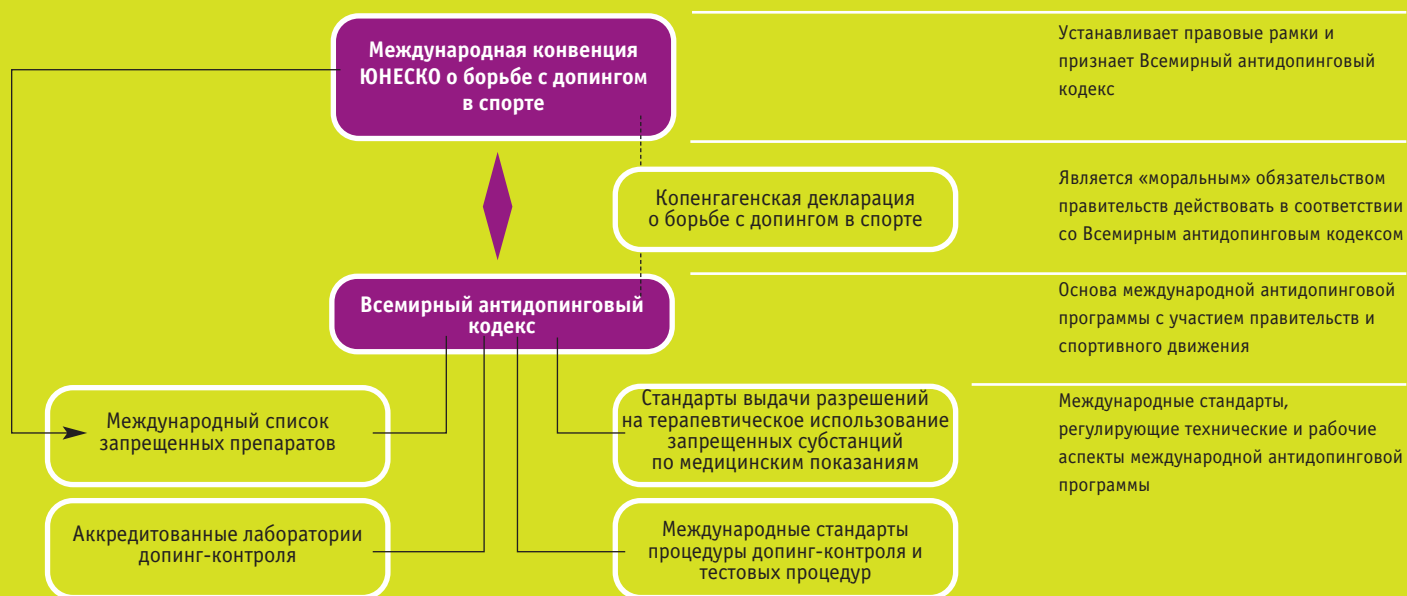 Международная конвенция
ЮНЕСКО о борьбе с допингом
в спорте
Устанавливает правовые рамки и
признает Всемирный антидопинговый
кодекс
Копенгагенская декларация
о борьбе с допингом в спорте
Является «моральным» обязательством
правительств действовать в соответствии
со Всемирным антидопинговым кодексом
Всемирный антидопинговый
кодекс
Основа международной антидопинговой
программы с участием правительств и
спортивного движения
Международный список
запрещенных препаратов
Стандарты выдачи разрешений
на терапевтическое использование
запрещенных субстанций
по медицинским показаниям
Международные стандарты,
регулирующие технические и рабочие
аспекты международной антидопинговой
программы
Аккредитованные лаборатории
допинг-контроля
Международные стандарты
процедуры допинг-контроля и
тестовых процедур